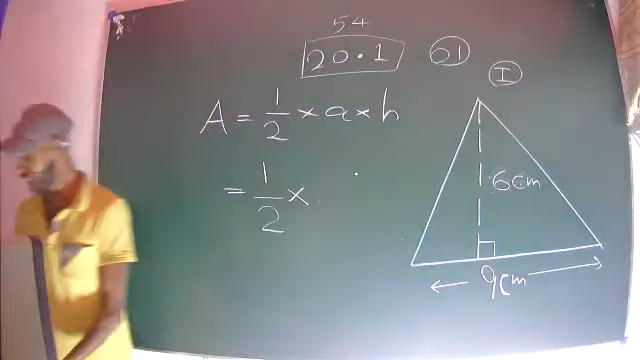 54
20.1
01
I
A = 1/2 × a × h
= 1/2 ×
6cm
9cm